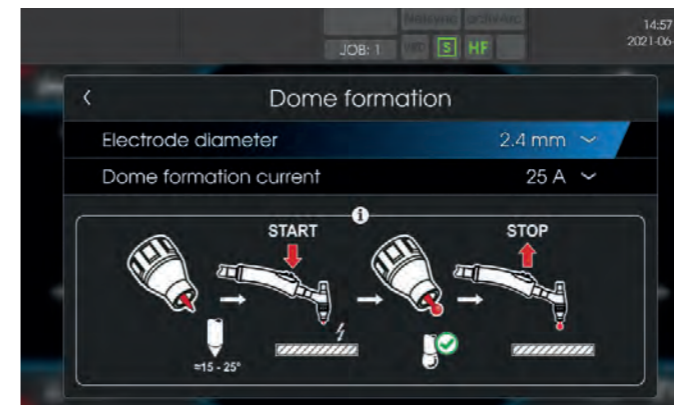 14:57
JOB: 1
S
HF
2021-06-
Dome formation
Electrode diameter
2.4 mm
Dome formation current
25 A
START
STOP
≈15 - 25°